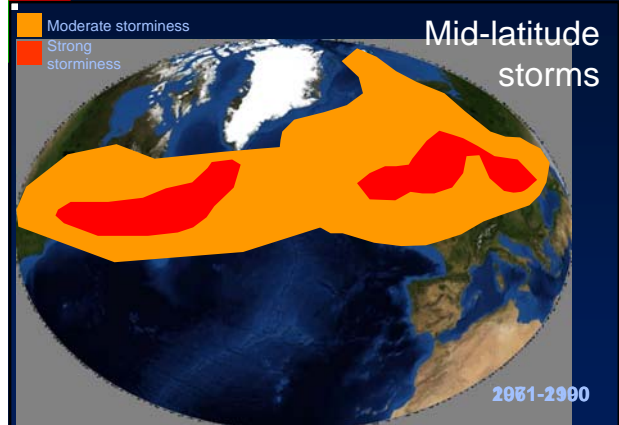 Moderate storminess
Strong
storminess
Mid-latitude
storms